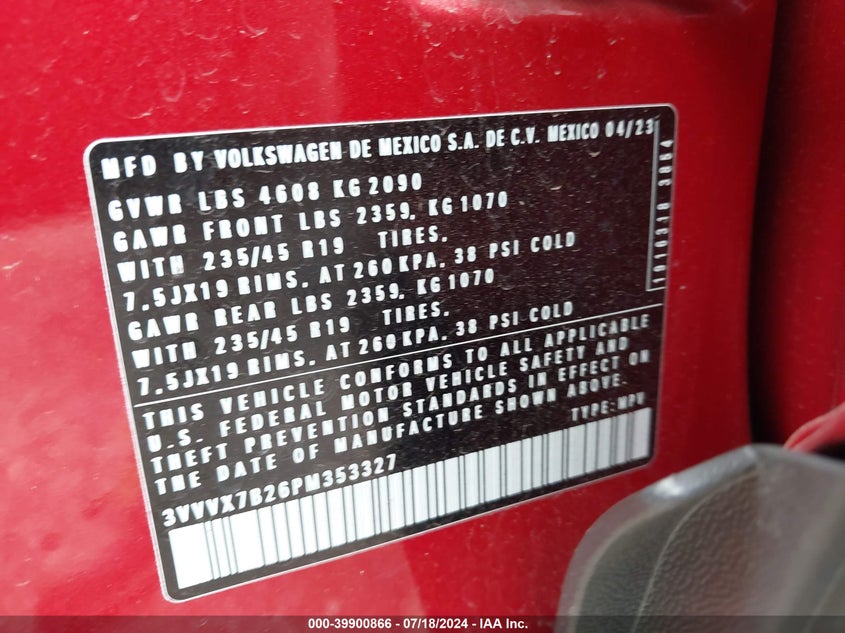 MFD BY VOLKSWAGEN DE MEXICO S.A. DE C.V. MEXICO 04/23
GVWR LBS 4608 KG 2090
GAWR FRONT LBS 2359. KG 1070
WITH 235/45 R19 TIRES.
7.5JX19 RIMS. AT 260 KPA. 38 PSI COLD
GAWR REAR LBS 2359. KG 1070
WITH 235/45 R19 TIRES.
7.5JX19 RIMS. AT 260 KPA. 38 PSI COLD
THIS VEHICLE CONFORMS TO ALL APPLICABLE
U.S. FEDERAL MOTOR VEHICLE SAFETY AND
THEFT PREVENTION STANDARDS IN EFFECT ON
THE DATE OF MANUFACTURE SHOWN ABOVE.
TYPE: MPV
3VVVX7B26PM353327
000-39900866 / 07/18/2024 / IAA Inc.